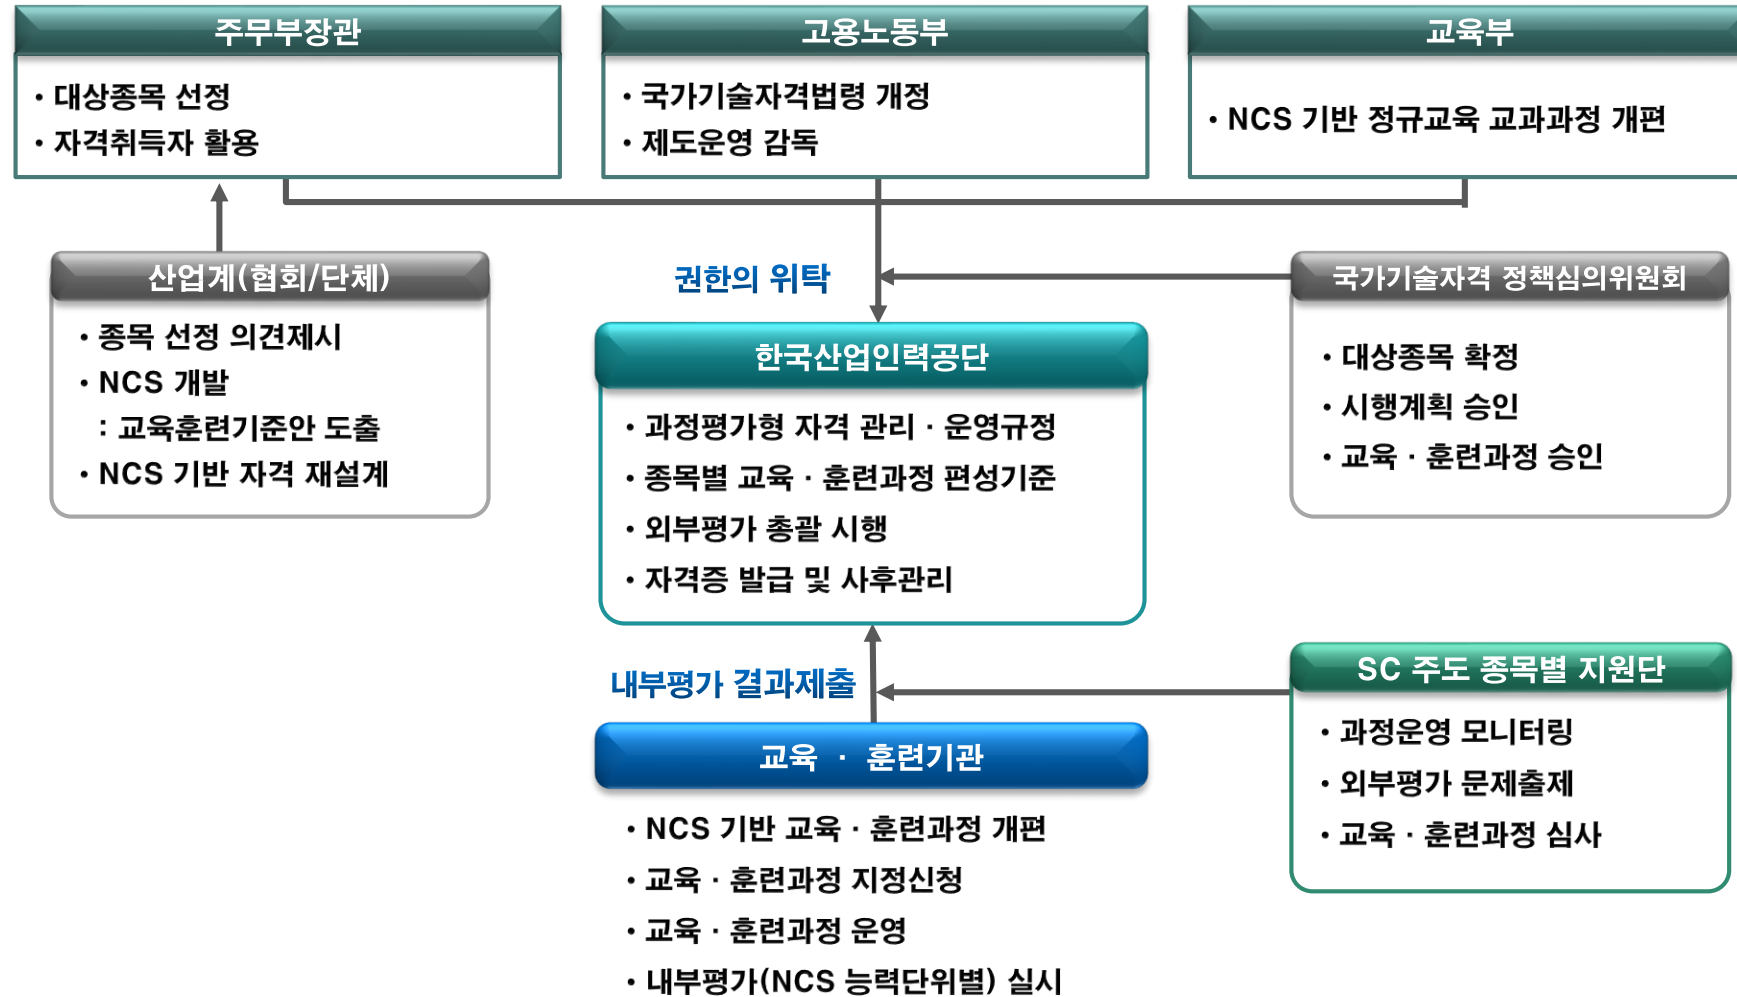 주무부장관
• 대상종목 선정
• 자격취득자 활용
고용노동부
• 국가기술자격법령 개정
• 제도운영 감독
교육부
• NCS 기반 정규교육 교과과정 개편
산업계(협회/단체)
• 종목 선정 의견제시
• NCS 개발
: 교육훈련기준안 도출
• NCS 기반 자격 재설계
권한의 위탁
국가기술자격 정책심의위원회
• 대상종목 확정
• 시행계획 승인
• 교육 · 훈련과정 승인
한국산업인력공단
• 과정평가형 자격 관리 · 운영규정
• 종목별 교육 · 훈련과정 편성기준
• 외부평가 총괄 시행
• 자격증 발급 및 사후관리
내부평가 결과제출
SC 주도 종목별 지원단
• 과정운영 모니터링
• 외부평가 문제출제
• 교육 · 훈련과정 심사
교육 · 훈련기관
• NCS 기반 교육 · 훈련과정 개편
• 교육 · 훈련과정 지정신청
• 교육 · 훈련과정 운영
• 내부평가(NCS 능력단위별) 실시